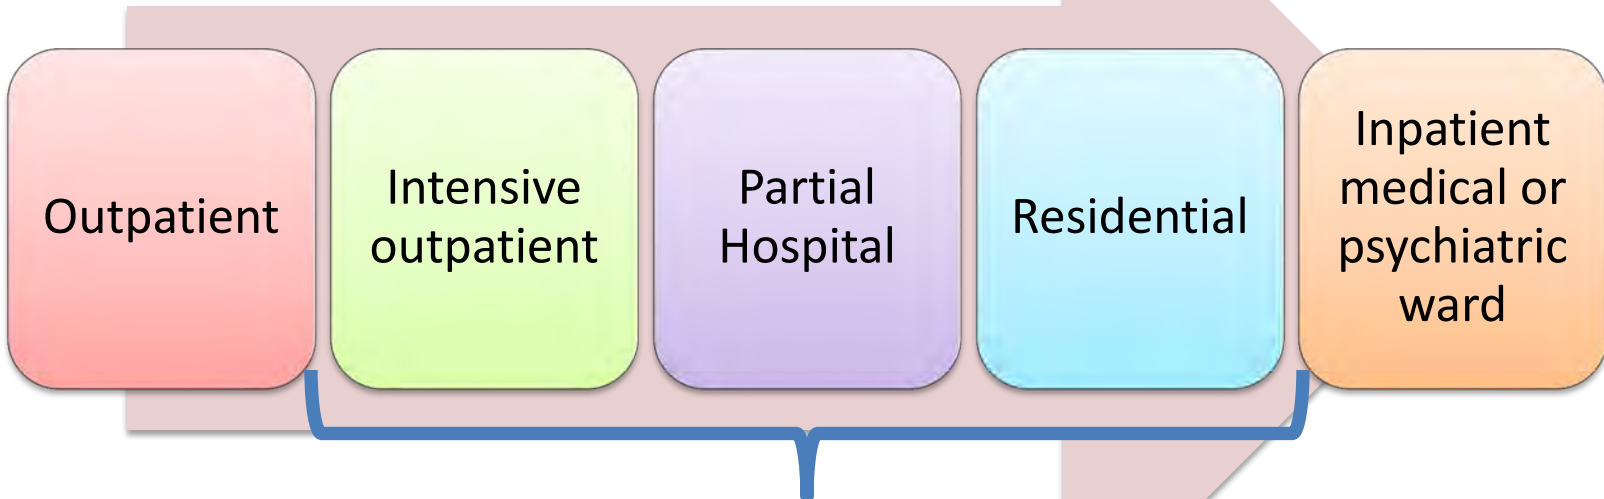 Outpatient
Intensive
outpatient
Partial
Hospital
Residential
Inpatient
medical or
psychiatric
ward